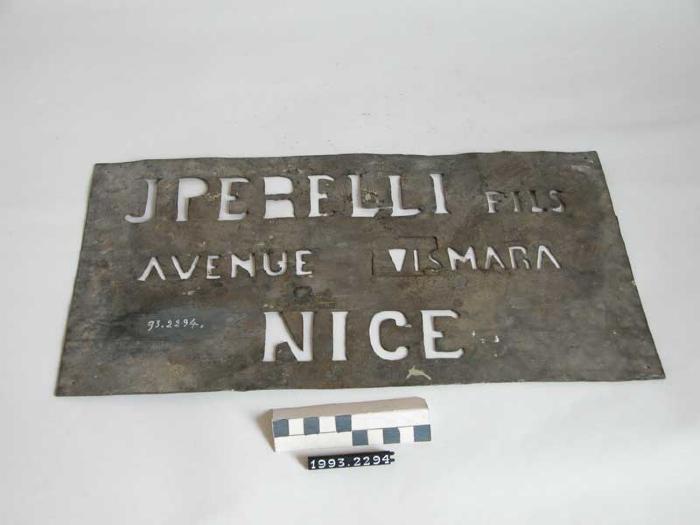 J PERELLI FILS
AVENUE VISMARA
93.2294.
NICE
1993.2294